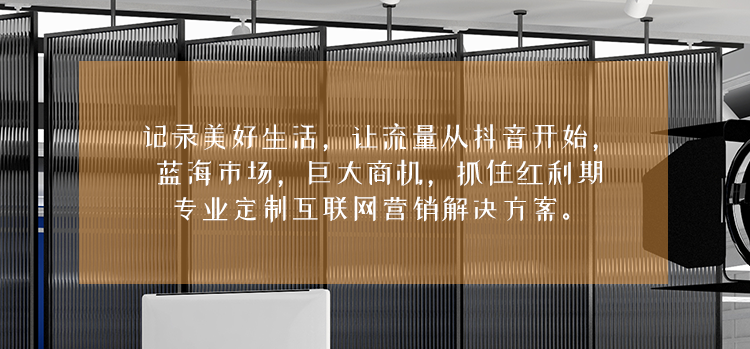 记录美好生活，让流量从抖音开始，
蓝海市场，巨大商机，抓住红利期
专业定制互联网营销解决方案。